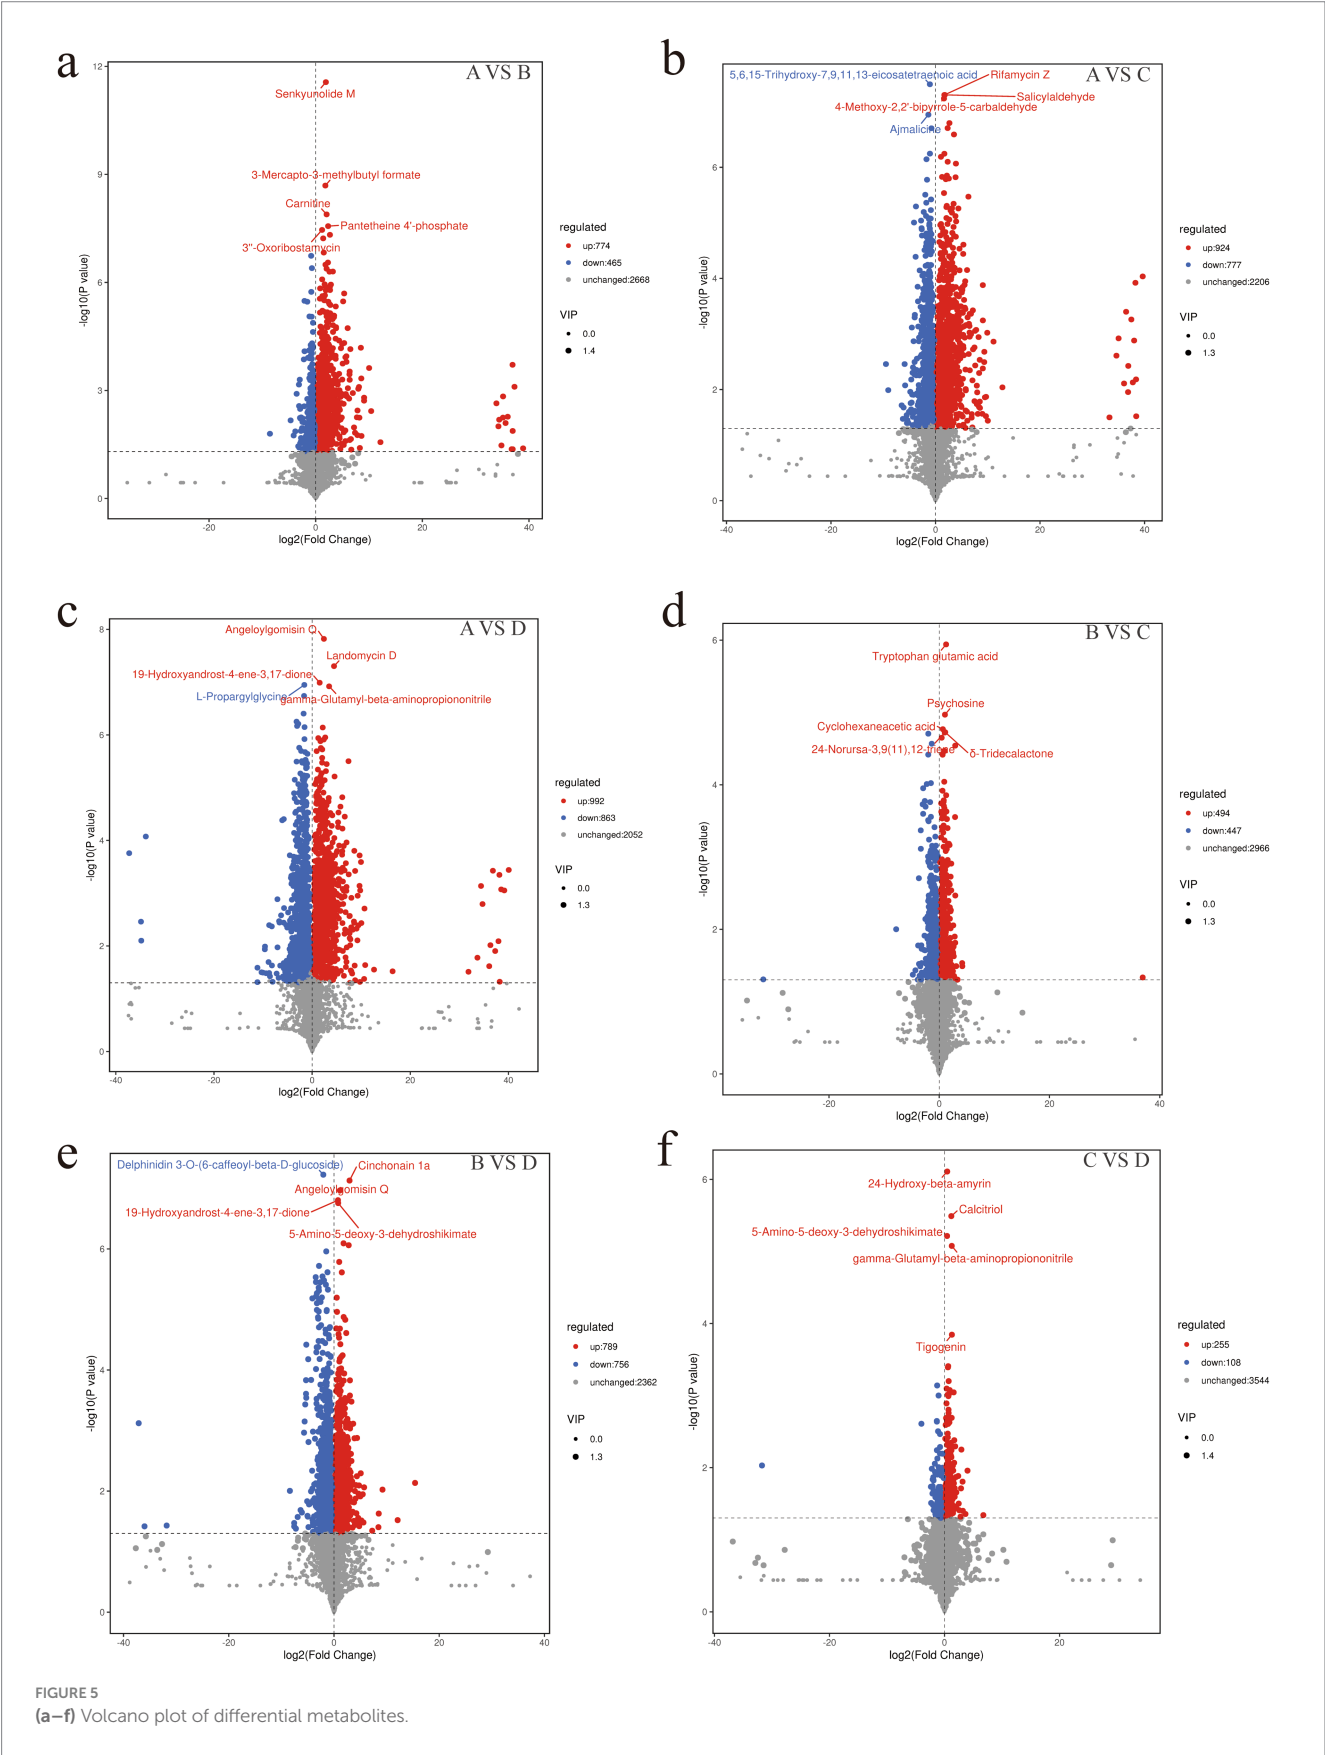 a
A VS B
Senkyunolide M
3-Mercapto-3-methylbutyl formate
Carnitine
Pantetheine 4'-phosphate
3''-Oxoribostamycin
12
9
6
3
0
-log10(P value)
-20
0
20
40
log2(Fold Change)
regulated
up:774
down:465
unchanged:2668
VIP
0.0
1.4
b
A VS C
5,6,15-Trihydroxy-7,9,11,13-eicosatetraenoic acid
Rifamycin Z
Salicylaldehyde
4-Methoxy-2,2'-bipyrrole-5-carbaldehyde
Ajmalicine
6
4
2
0
-log10(P value)
-40
-20
0
20
40
log2(Fold Change)
regulated
up:924
down:777
unchanged:2206
VIP
0.0
1.3
c
A VS D
Angeloylgomisin Q
Landomycin D
19-Hydroxyandrost-4-ene-3,17-dione
L-Propargylglycine
gamma-Glutamyl-beta-aminopropiononitrile
8
6
4
2
0
-log10(P value)
-40
-20
0
20
40
log2(Fold Change)
regulated
up:992
down:863
unchanged:2052
VIP
0.0
1.3
d
B VS C
Tryptophan glutamic acid
Psychosine
Cyclohexaneacetic acid
24-Norursa-3,9(11),12-triene
δ-Tridecalactone
6
4
2
0
-log10(P value)
-20
0
20
40
log2(Fold Change)
regulated
up:494
down:447
unchanged:2966
VIP
0.0
1.3
e
B VS D
Delphinidin 3-O-(6-caffeoyl-beta-D-glucoside)
Cinchonain 1a
Angeloylgomisin Q
19-Hydroxyandrost-4-ene-3,17-dione
5-Amino-5-deoxy-3-dehydroshikimate
6
4
2
0
-log10(P value)
-40
-20
0
20
40
log2(Fold Change)
regulated
up:789
down:756
unchanged:2362
VIP
0.0
1.3
f
C VS D
24-Hydroxy-beta-amyrin
Calcitriol
5-Amino-5-deoxy-3-dehydroshikimate
gamma-Glutamyl-beta-aminopropiononitrile
Tigogenin
6
4
2
0
-log10(P value)
-40
-20
0
20
log2(Fold Change)
regulated
up:255
down:108
unchanged:3544
VIP
0.0
1.4
FIGURE 5
(a–f) Volcano plot of differential metabolites.